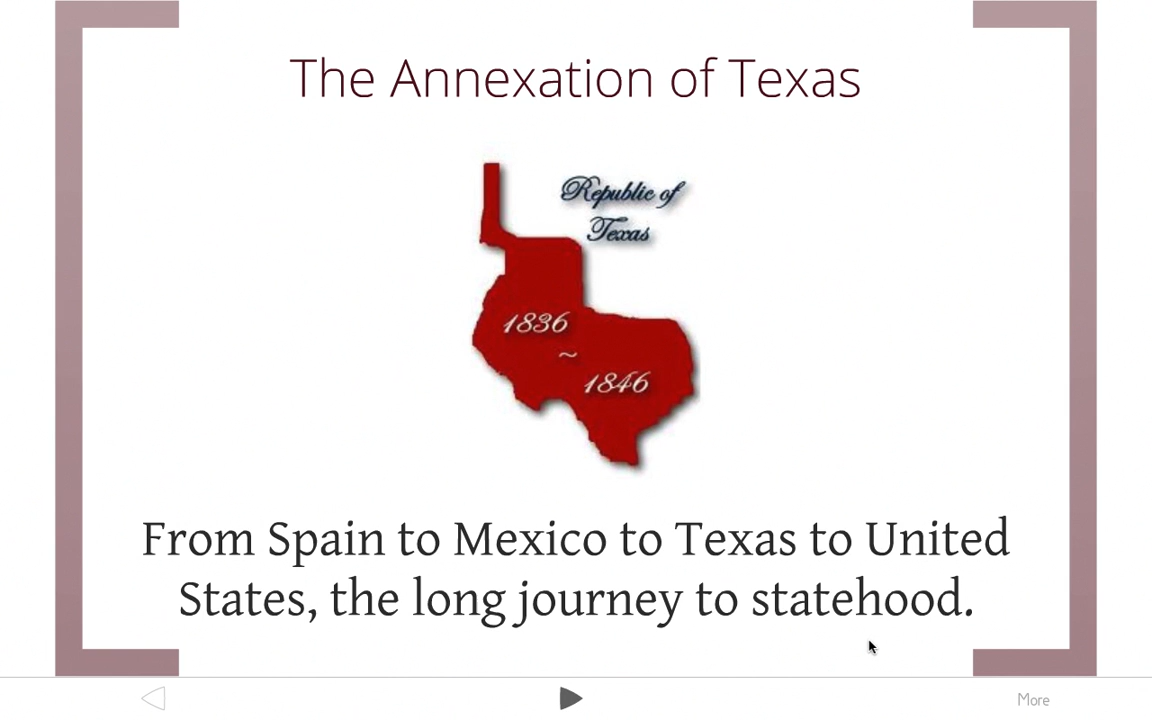 The Annexation of Texas
Republic of
Texas
1836
~
1846
From Spain to Mexico to Texas to United
States, the long journey to statehood.
More